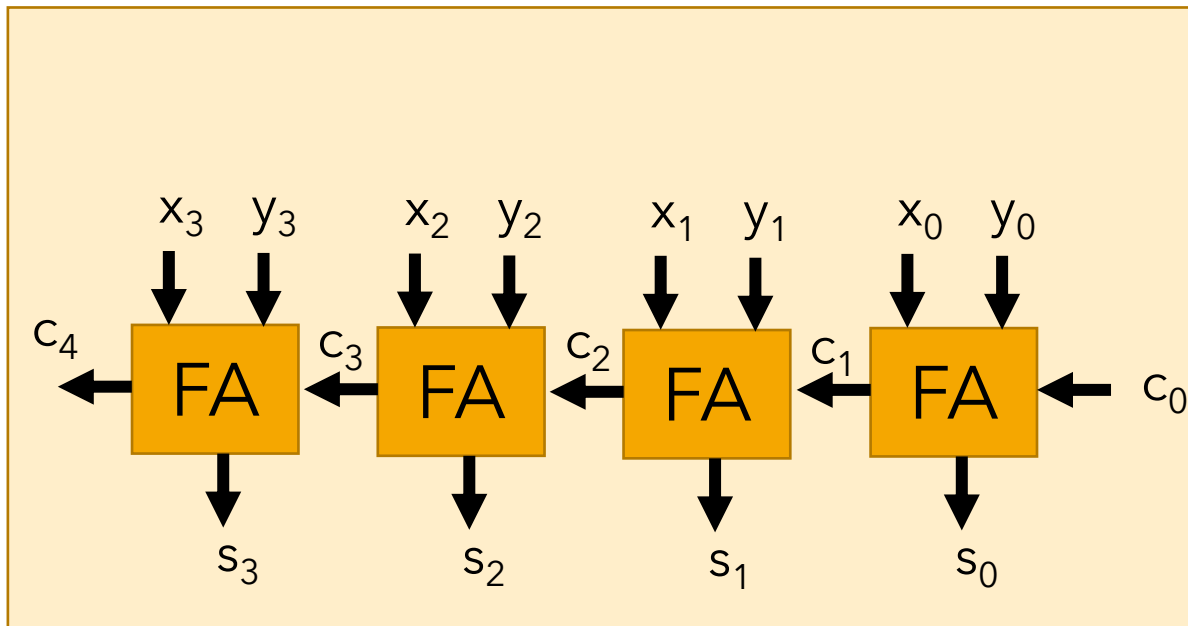 x₃ y₃ x₂ y₂ x₁ y₁ x₀ y₀
c₄ FA c₃ FA c₂ FA c₁ FA c₀
s₃ s₂ s₁ s₀